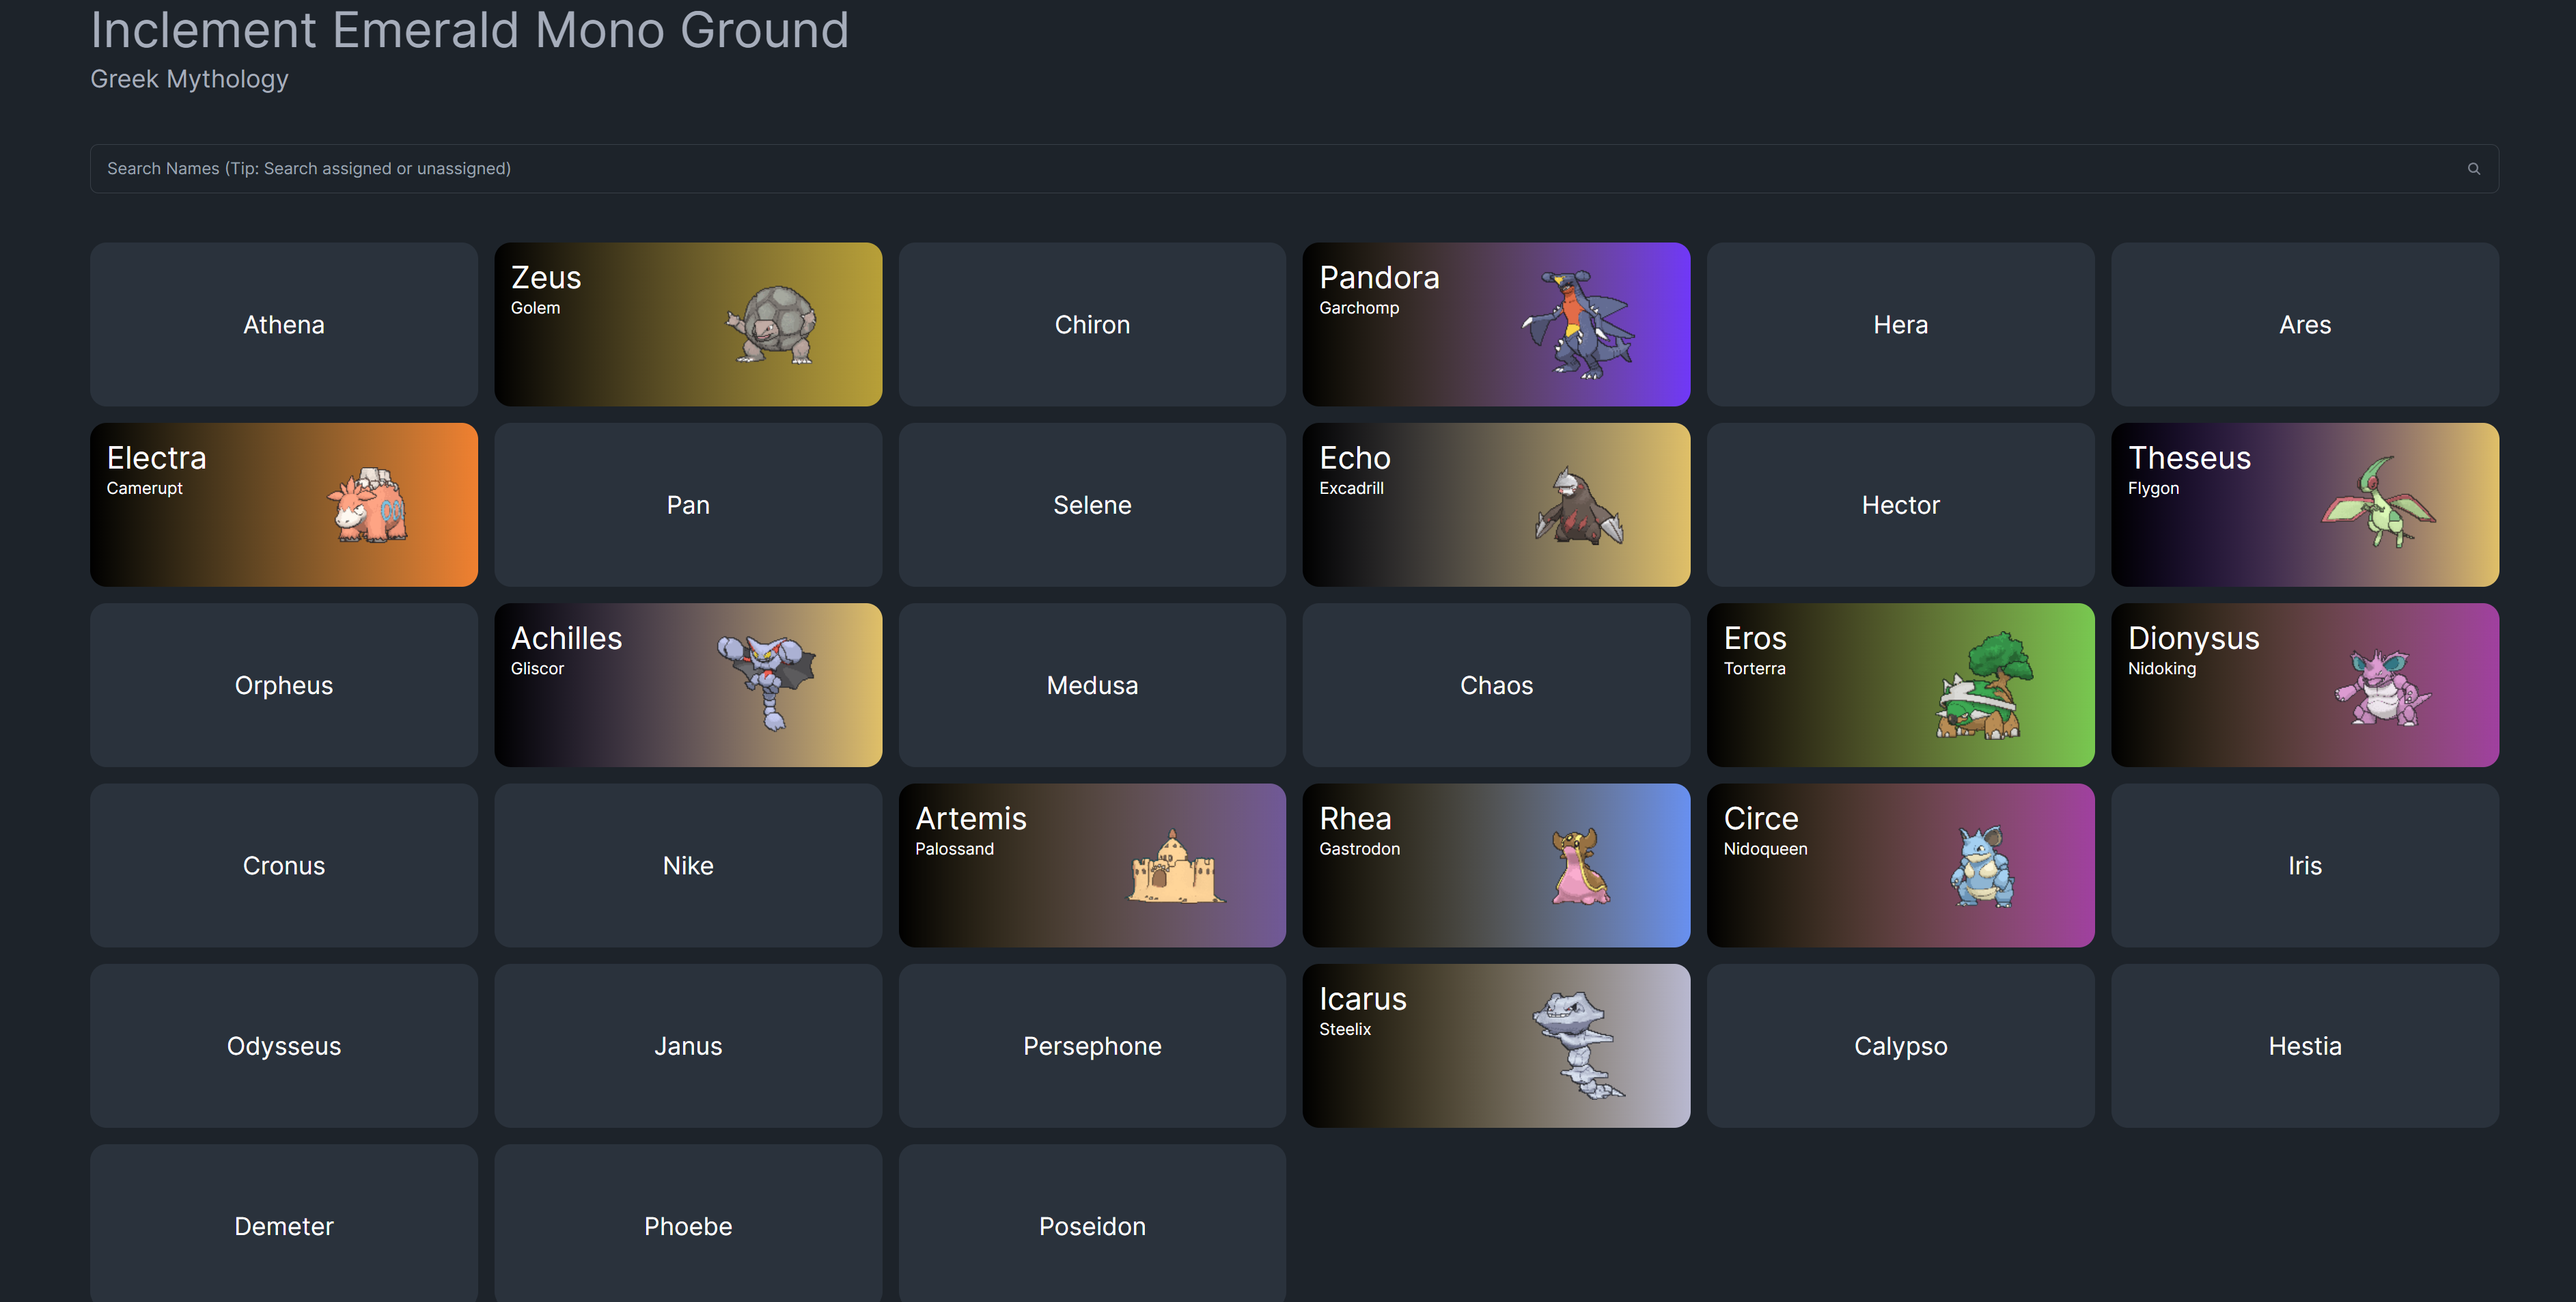 Inclement Emerald Mono Ground
Greek Mythology
Search Names (Tip: Search assigned or unassigned)
Athena
Zeus
Golem
Chiron
Pandora
Garchomp
Hera
Ares
Electra
Camerupt
Pan
Selene
Echo
Excadrill
Hector
Theseus
Flygon
Orpheus
Achilles
Gliscor
Medusa
Chaos
Eros
Torterra
Dionysus
Nidoking
Cronus
Nike
Artemis
Palossand
Rhea
Gastrodon
Circe
Nidoqueen
Iris
Odysseus
Janus
Persephone
Icarus
Steelix
Calypso
Hestia
Demeter
Phoebe
Poseidon